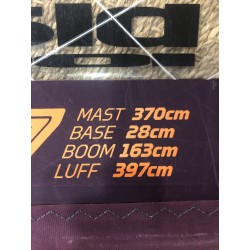 MAST 370cm
BASE 28cm
BOOM 163cm
LUFF 397cm